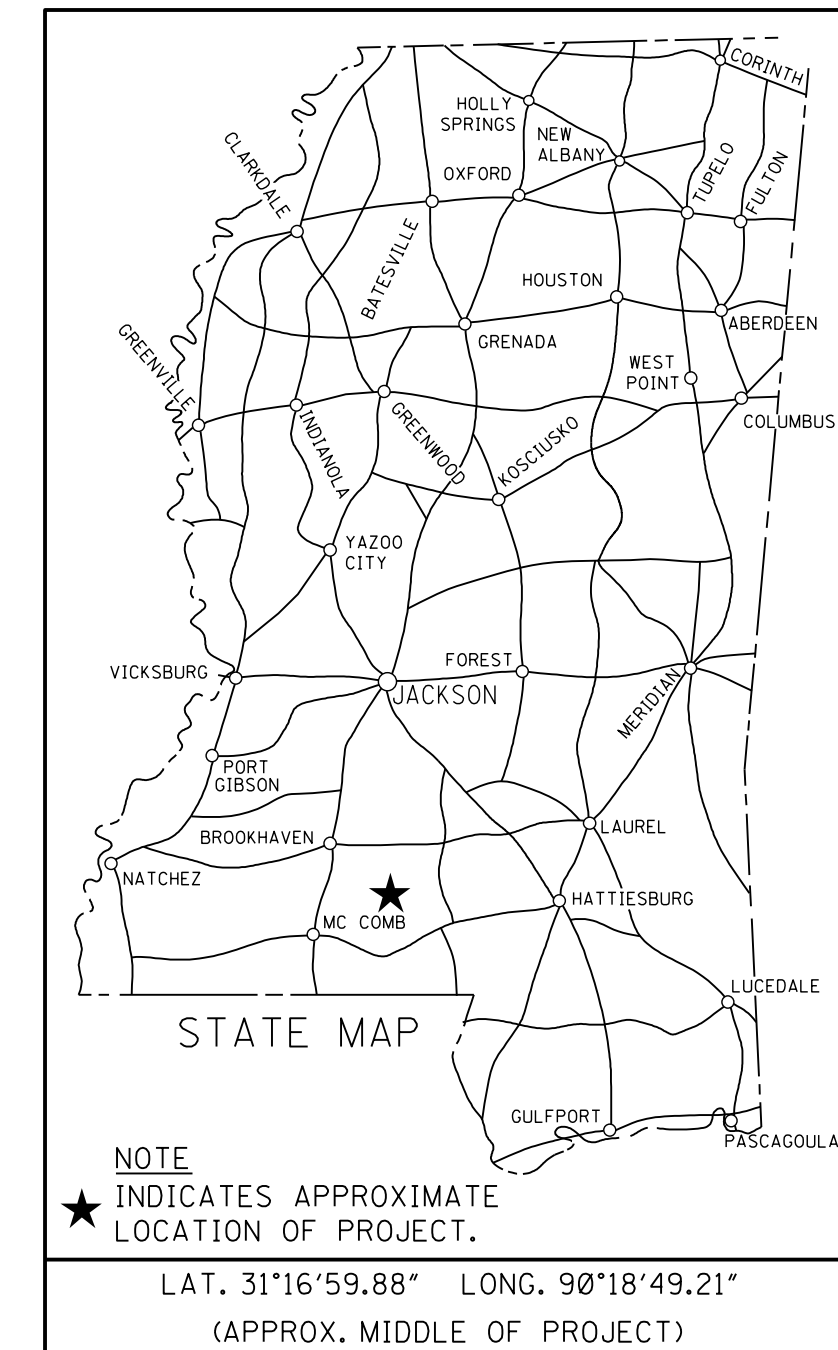 CORINTH
HOLLY
SPRINGS
NEW
ALBANY
CLARKDALE
OXFORD
TUPELO
FULTON
BATESVILLE
HOUSTON
ABERDEEN
GREENVILLE
GRENADA
WEST
POINT
COLUMBUS
INDIANOLA
GREENWOOD
KOSCIUSKO
YAZOO
CITY
VICKSBURG
FOREST
JACKSON
MERIDIAN
PORT
GIBSON
BROOKHAVEN
LAUREL
NATCHEZ
HATTIESBURG
MC COMB
LUCEDALE
STATE MAP
GULFPORT
PASCAGOULA
NOTE
INDICATES APPROXIMATE
LOCATION OF PROJECT.
LAT. 31°16'59.88" LONG. 90°18'49.21"
(APPROX. MIDDLE OF PROJECT)